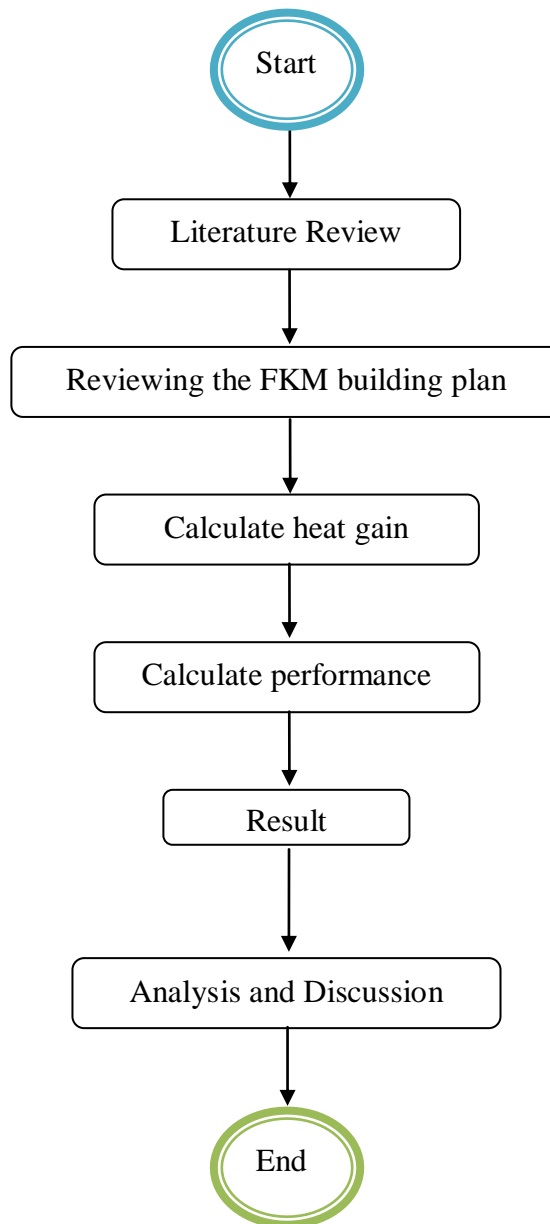 Start
Literature Review
Reviewing the FKM building plan
Calculate heat gain
Calculate performance
Result
Analysis and Discussion
End